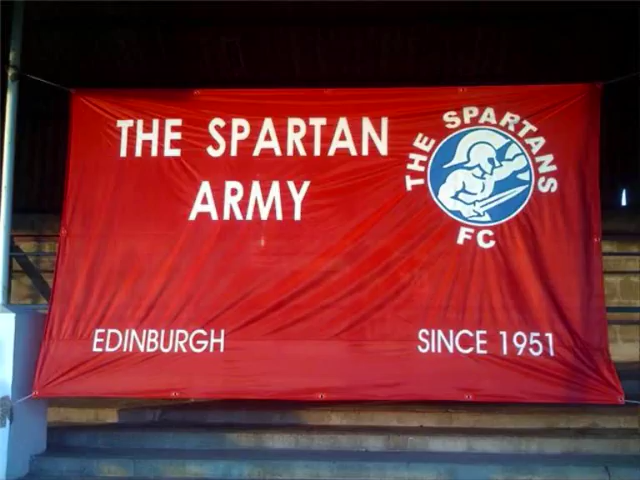 THE SPARTAN
ARMY
THE SPARTANS
FC
EDINBURGH
SINCE 1951